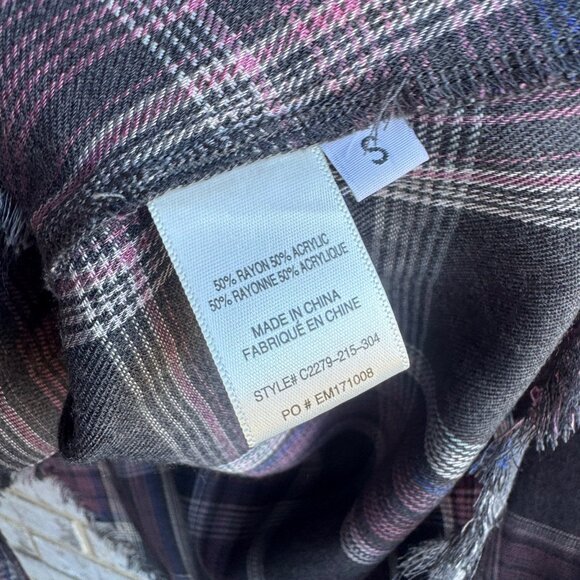 S
50% RAYON 50% ACRYLIC
50% RAYONNE 50% ACRYLIQUE
MADE IN CHINA
FABRIQUÉ EN CHINE
STYLE# C2279-215-304
PO # EM171008